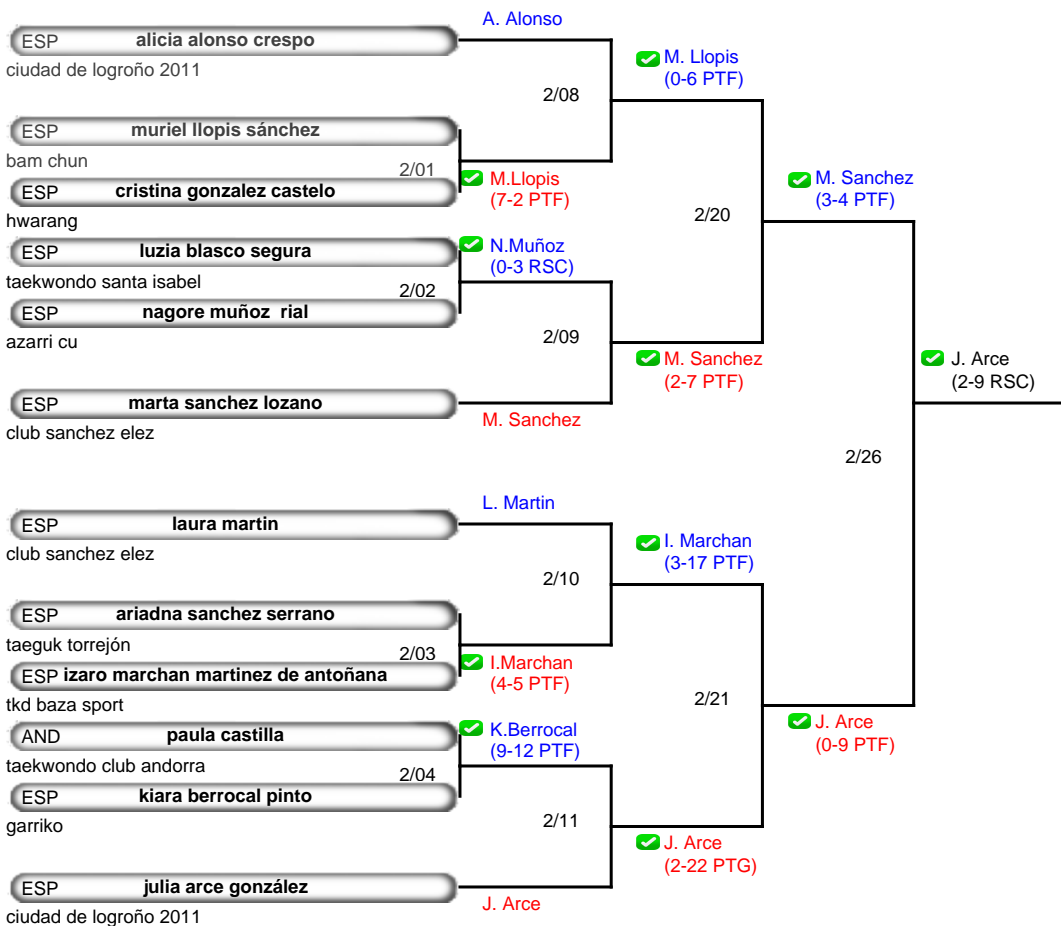 A. Alonso
ESP alicia alonso crespo
ciudad de logroño 2011
M. Llopis
(0-6 PTF)
2/08
ESP muriel llopis sánchez
bam chun
2/01
M.Llopis
(7-2 PTF)
ESP cristina gonzalez castelo
hwarang
M. Sanchez
(3-4 PTF)
2/20
ESP luzia blasco segura
taekwondo santa isabel
N.Muñoz
(0-3 RSC)
2/02
ESP nagore muñoz  rial
azarri cu
2/09
M. Sanchez
(2-7 PTF)
J. Arce
(2-9 RSC)
ESP marta sanchez lozano
club sanchez elez
M. Sanchez
2/26
L. Martin
ESP laura martin
club sanchez elez
I. Marchan
(3-17 PTF)
2/10
ESP ariadna sanchez serrano
taeguk torrejón
2/03
I.Marchan
(4-5 PTF)
ESP izaro marchan martinez de antoñana
tkd baza sport
2/21
J. Arce
(0-9 PTF)
AND paula castilla
taekwondo club andorra
K.Berrocal
(9-12 PTF)
2/04
ESP kiara berrocal pinto
garriko
2/11
J. Arce
(2-22 PTG)
ESP julia arce gonzález
ciudad de logroño 2011
J. Arce